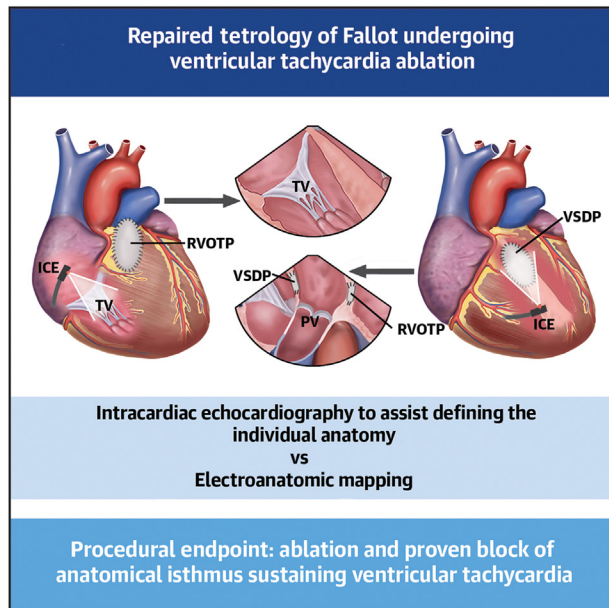 Repaired tetrology of Fallot undergoing
ventricular tachycardia ablation
TV
RVOTP
ICE
TV
VSDP
PV
RVOTP
VSDP
ICE
Intracardiac echocardiography to assist defining the
individual anatomy
vs
Electroanatomic mapping
Procedural endpoint: ablation and proven block of
anatomical isthmus sustaining ventricular tachycardia